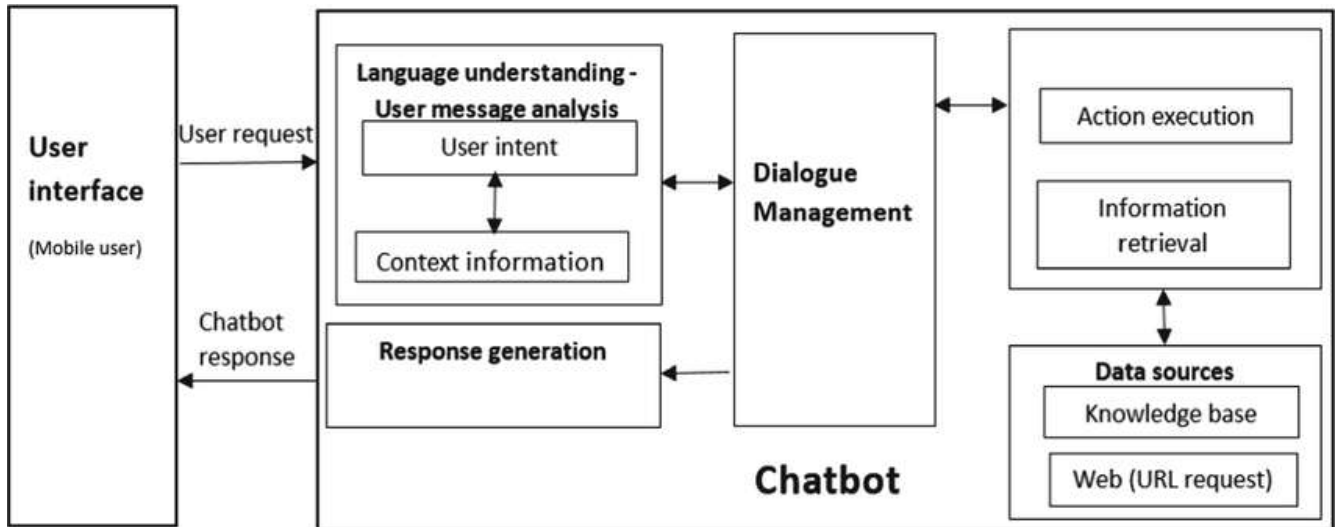 User
interface
(Mobile user)
User request
Chatbot
response
Language understanding -
User message analysis
User intent
Context information
Response generation
Dialogue
Management
Action execution
Information
retrieval
Data sources
Knowledge base
Web (URL request)
Chatbot